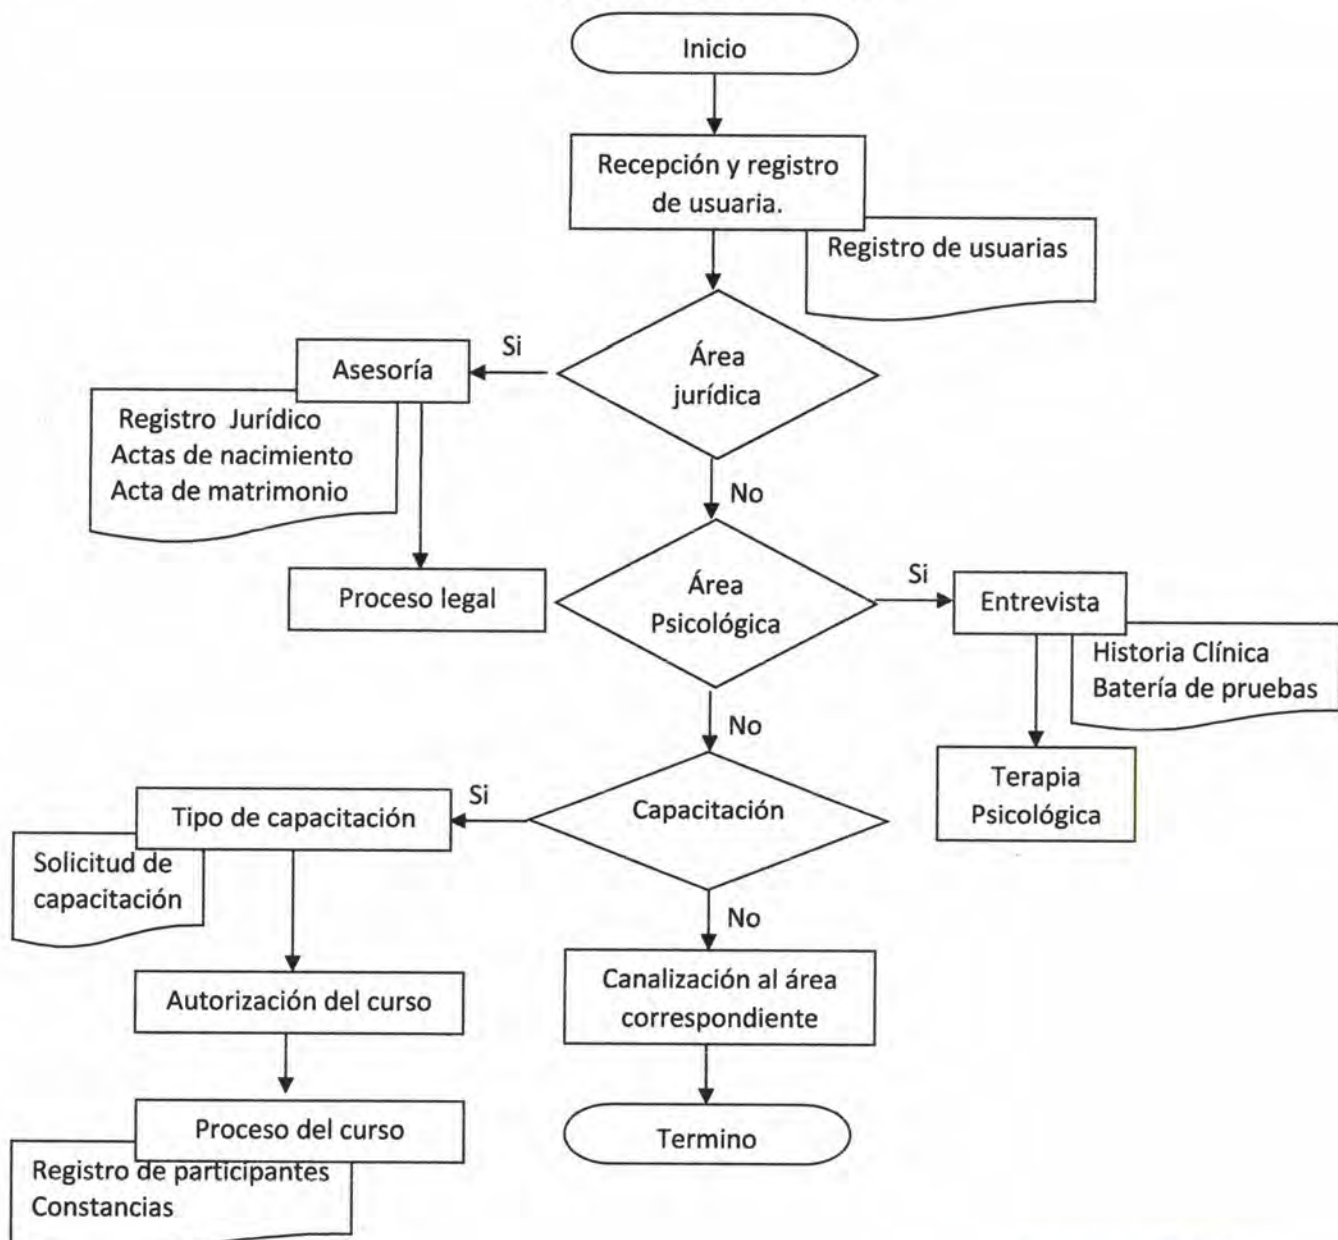 Inicio
Recepción y registro
de usuaria.
Registro de usuarias
Área
jurídica
Si
Asesoría
Registro Jurídico
Actas de nacimiento
Acta de matrimonio
Proceso legal
No
Área
Psicológica
Si
Entrevista
Historia Clínica
Batería de pruebas
Terapia
Psicológica
No
Capacitación
Si
Tipo de capacitación
Solicitud de
capacitación
Autorización del curso
Proceso del curso
Registro de participantes
Constancias
No
Canalización al área
correspondiente
Termino